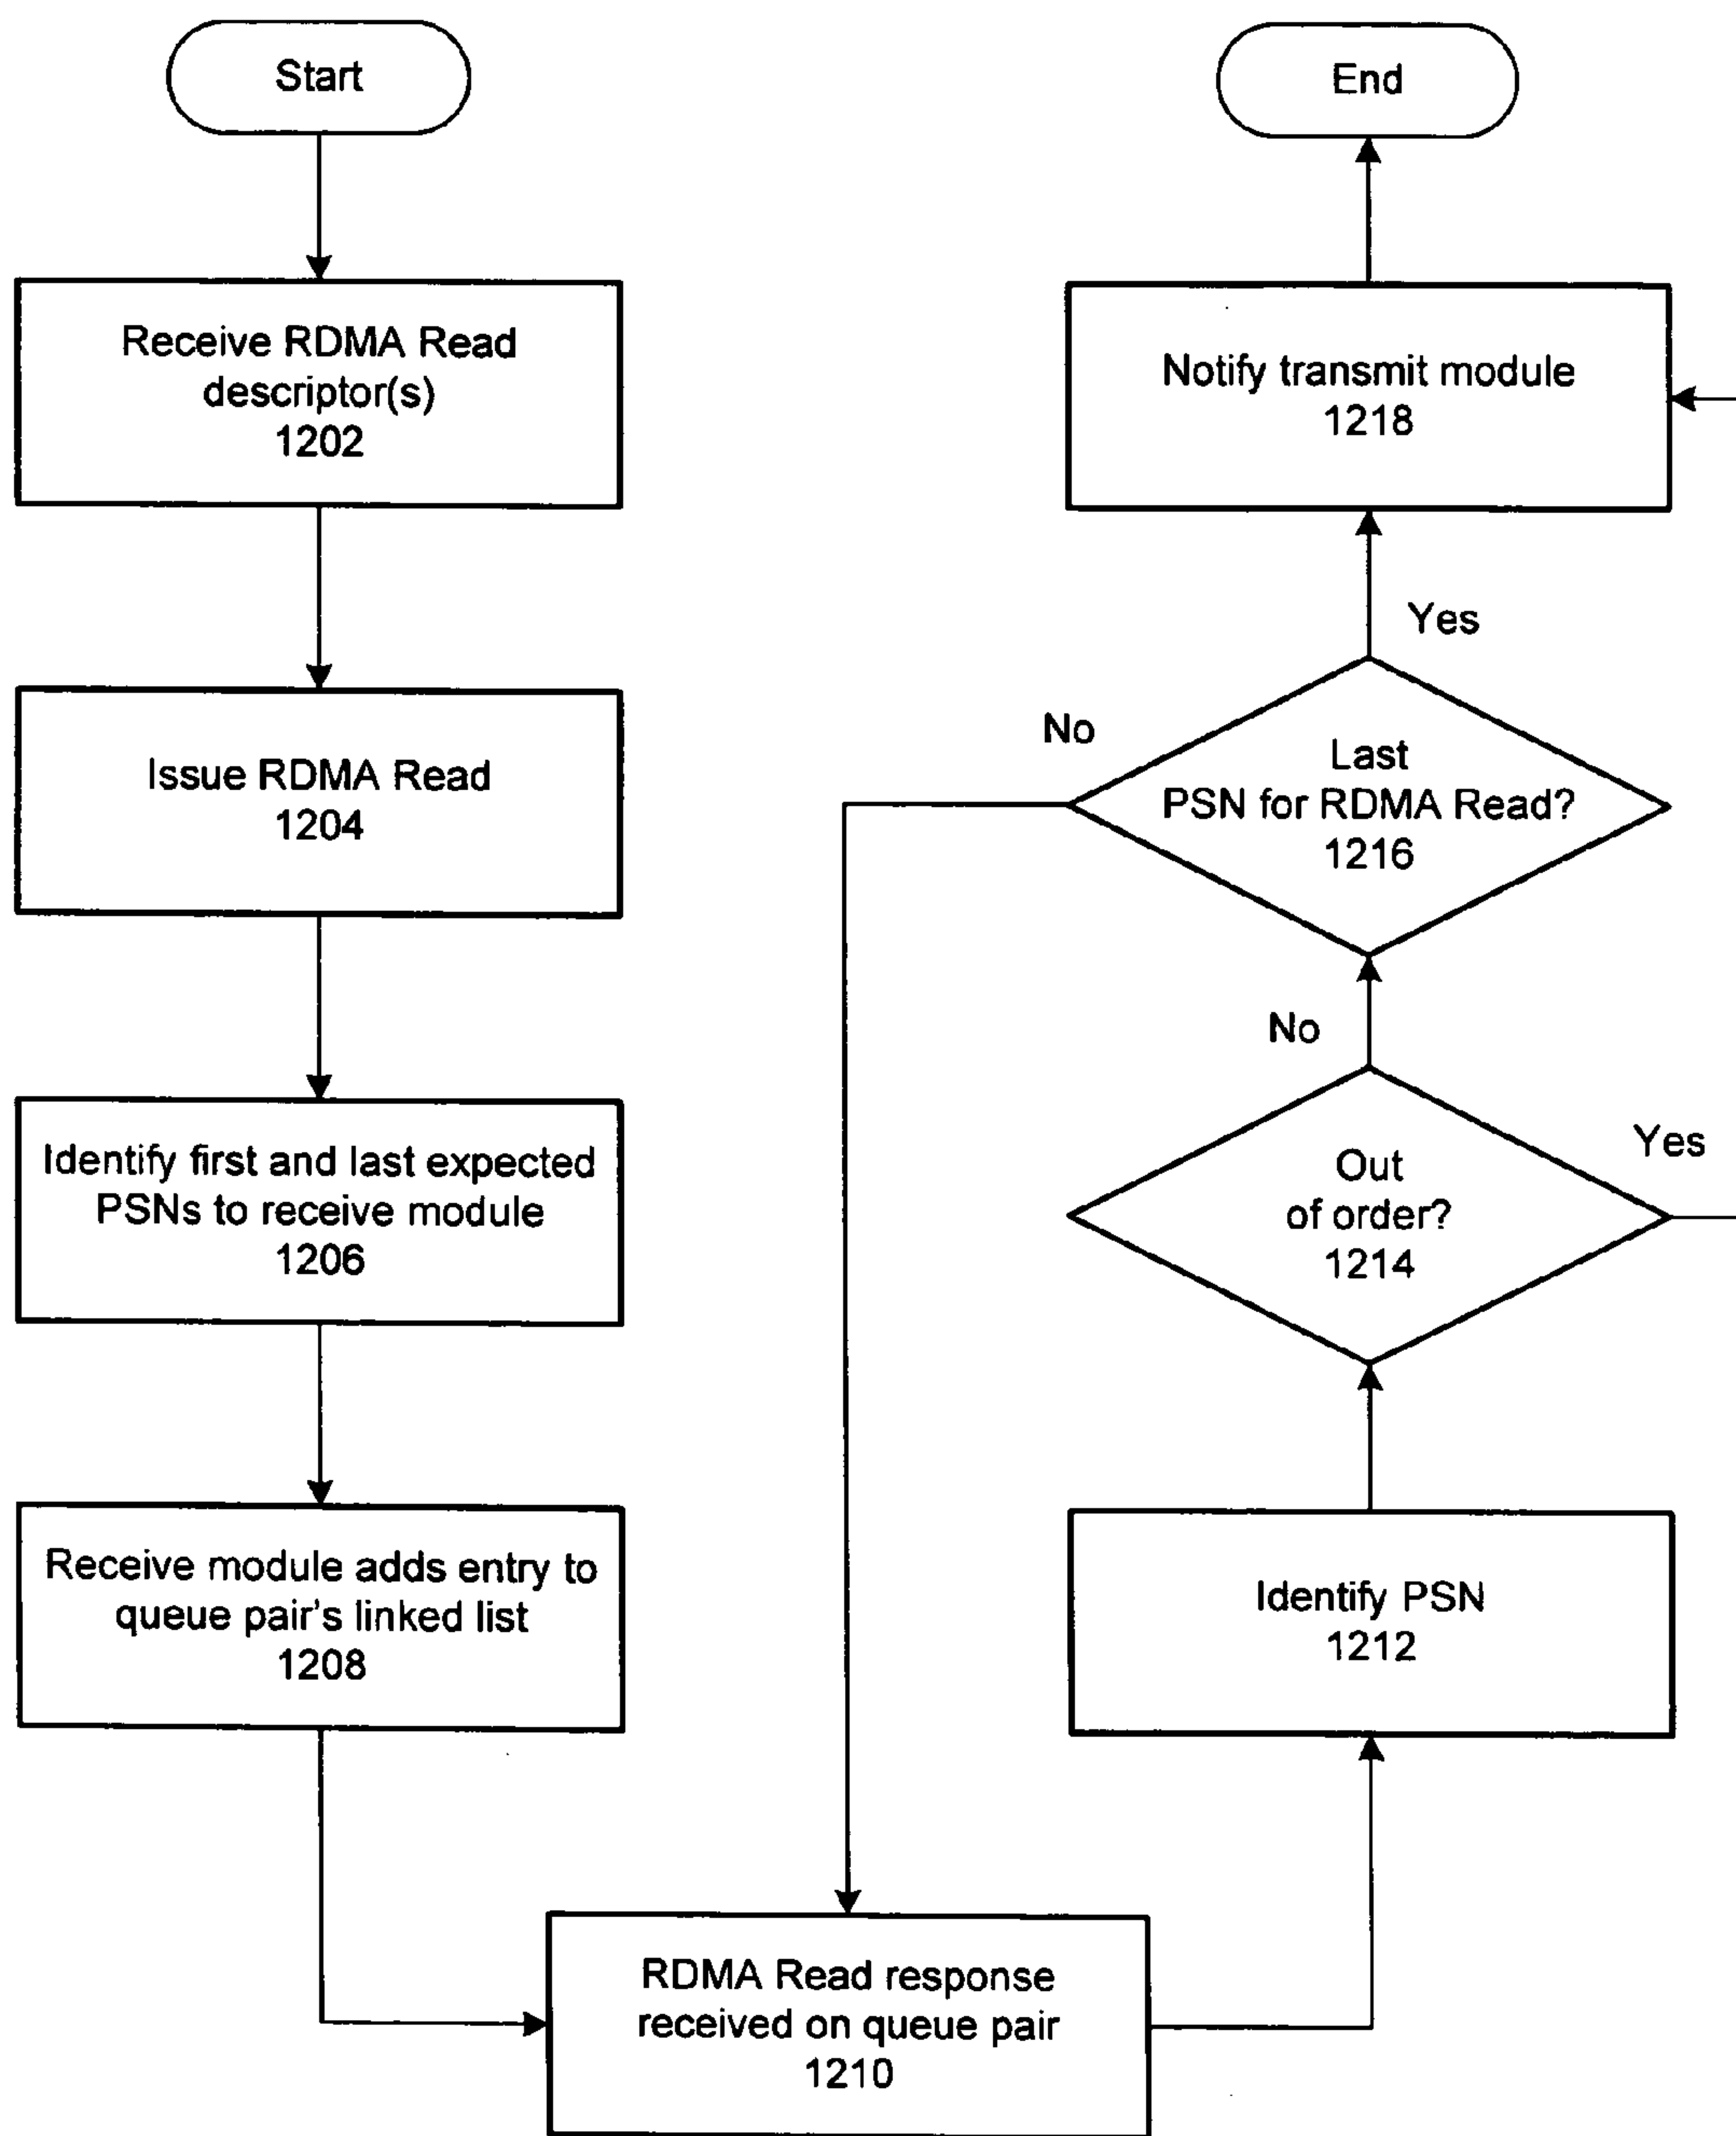 Start
Receive RDMA Read
descriptor(s)
1202
Issue RDMA Read
1204
Identify first and last expected
PSNs to receive module
1206
Receive module adds entry to
queue pair's linked list
1208
RDMA Read response
received on queue pair
1210
Identify PSN
1212
Out
of order?
1214
Yes
No
Last
PSN for RDMA Read?
1216
No
Yes
Notify transmit module
1218
End